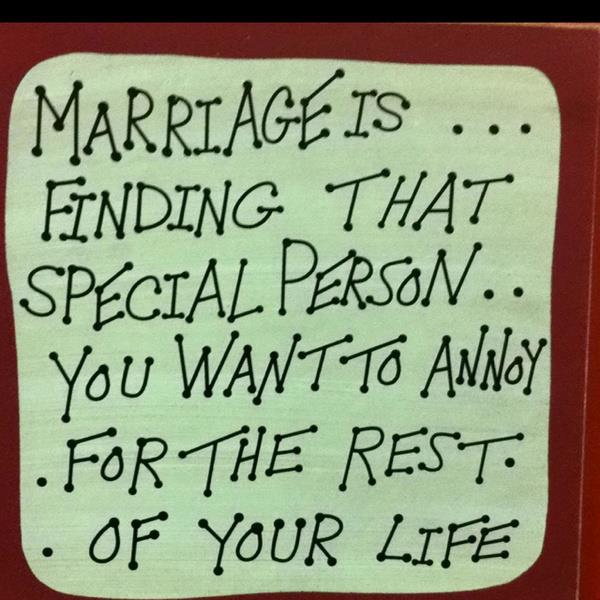 MARRIAGE IS ...
FINDING THAT
SPECIAL PERSON..
YOU WANT TO ANNOY
.FOR THE REST.
. OF YOUR LIFE